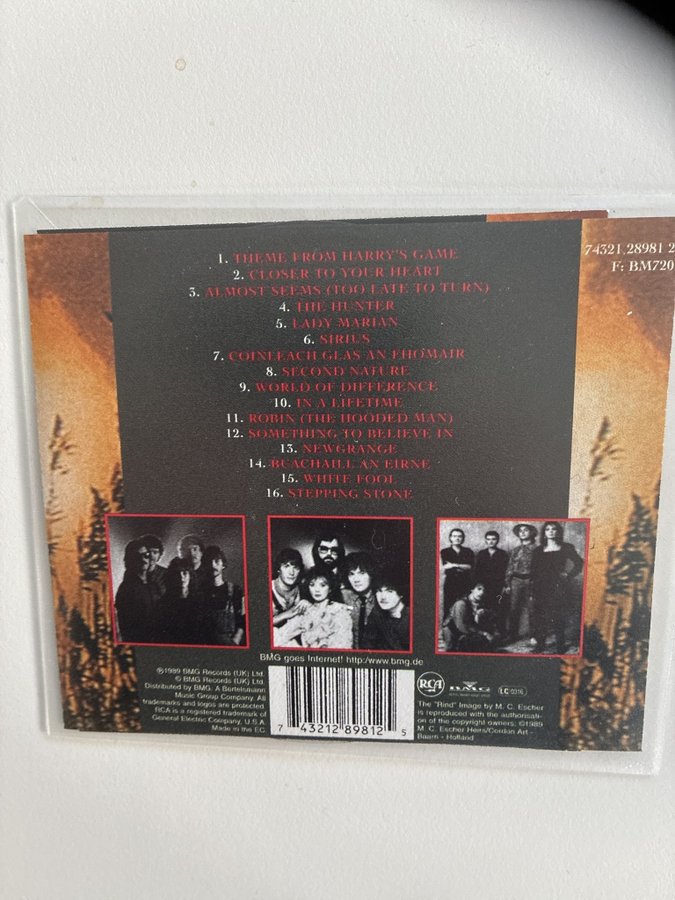 1. THEME FROM HARRY'S GAME
2. CLOSER TO YOUR HEART
3. ALMOST SEEMS (TOO LATE TO TURN)
4. THE HUNTER
5. LADY MARIAN
6. SIRIUS
7. COINLEACH GLAS AN FHOMAIR
8. SECOND NATURE
9. WORLD OF DIFFERENCE
10. IN A LIFETIME
11. ROBIN (THE HOODED MAN)
12. SOMETHING TO BELIEVE IN
13. NEWGRANGE
14. BUACHAILL AN EIRNE
15. WHITE FOOL
16. STEPPING STONE
74321 28981 2
F: BM720
BMG goes Internet! http:/www.bmg.de
℗1989 BMG Records (UK) Ltd.
© BMG Records (UK) Ltd.
Distributed by BMG: A Bertelsmann
Music Group Company. All
trademarks and logos are protected.
RCA is a registered trademark of
General Electric Company, U.S.A.
Made in the EC.
7 43212 89812 5
RCA
BMG
LC 0316
The "Rind" Image by M. C. Escher
is reproduced with the authorisati-
on of the copyright owners; ©1989
M. C. Escher Heirs/Cordon Art -
Baarn - Holland